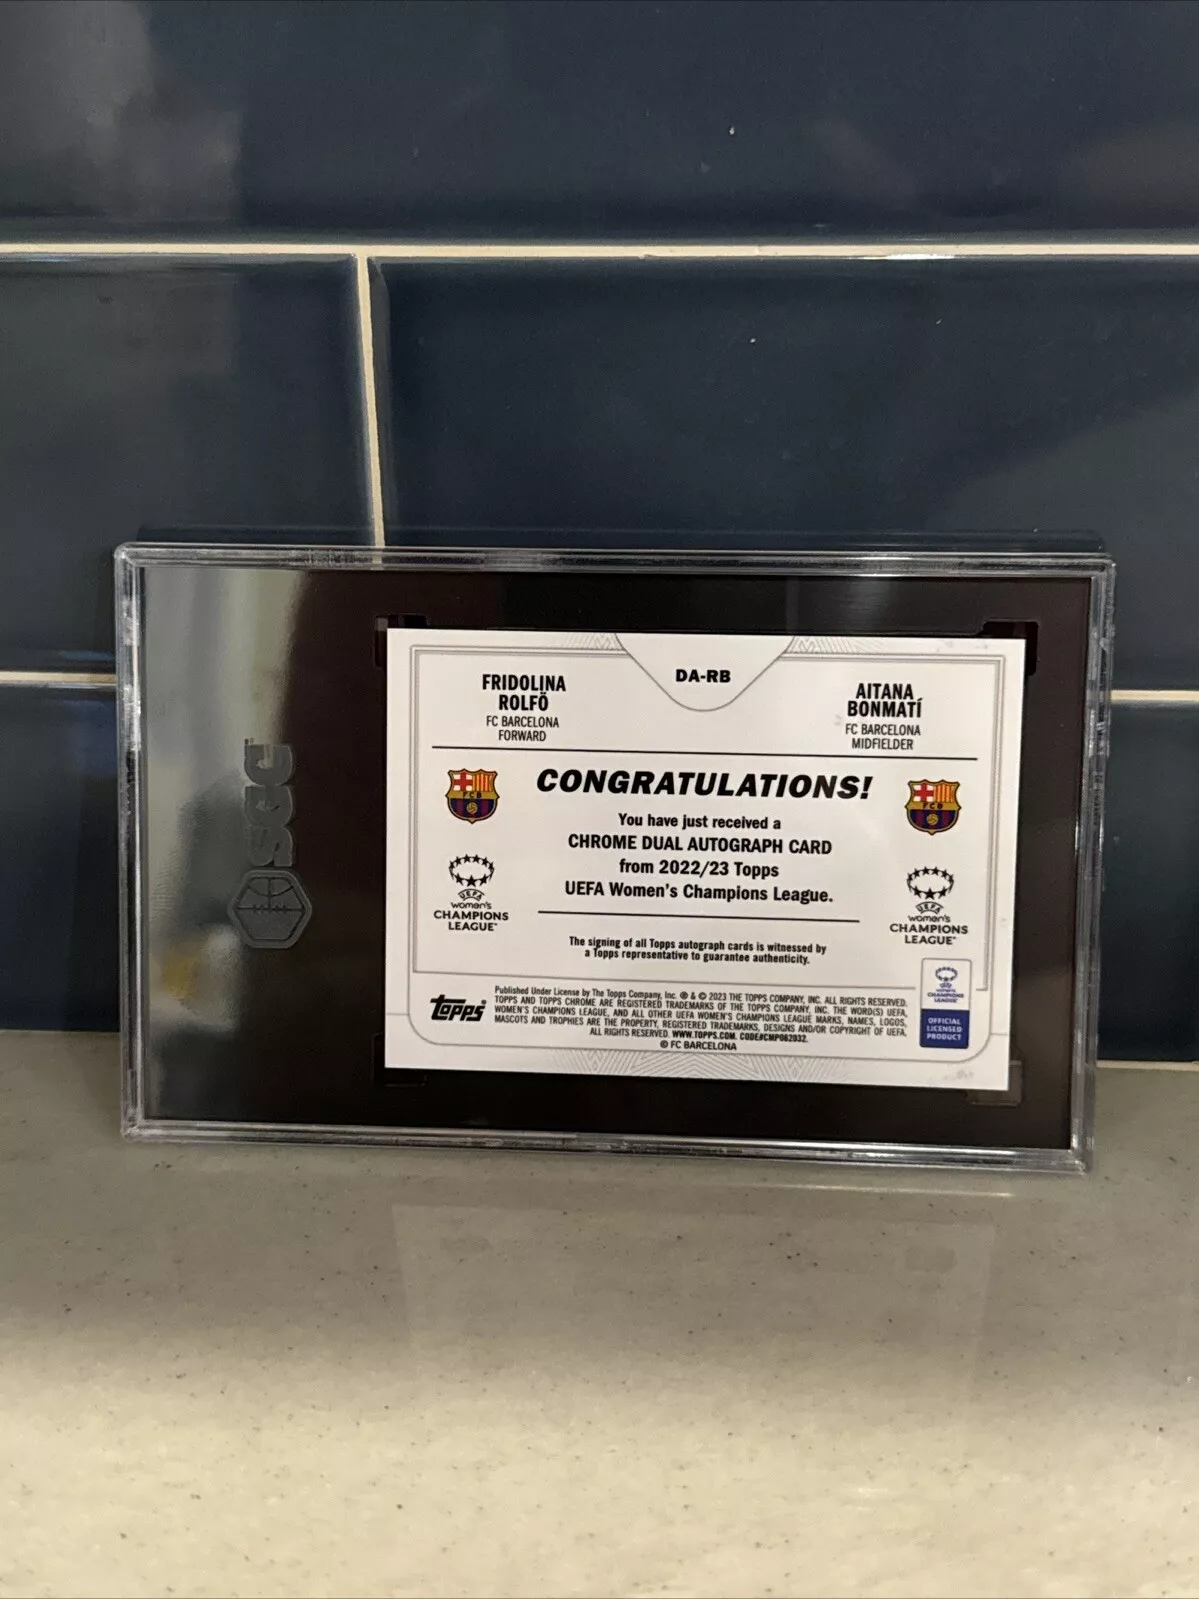 DA-RB
FRIDOLINA
ROLFÖ
FC BARCELONA
FORWARD
AITANA
BONMATÍ
FC BARCELONA
MIDFIELDER
CONGRATULATIONS!
You have just received a
CHROME DUAL AUTOGRAPH CARD
from 2022/23 Topps
UEFA Women's Champions League.
The signing of all Topps autograph cards is witnessed by
a Topps representative to guarantee authenticity.
FCB
UEFA
women's
CHAMPIONS
LEAGUE™
FCB
UEFA
women's
CHAMPIONS
LEAGUE™
SGC
Topps®
Published Under License by The Topps Company, Inc. ® & © 2023 THE TOPPS COMPANY, INC. ALL RIGHTS RESERVED.
TOPPS AND TOPPS CHROME ARE REGISTERED TRADEMARKS OF THE TOPPS COMPANY, INC. THE WORD(S) UEFA,
WOMEN'S CHAMPIONS LEAGUE, AND ALL OTHER UEFA WOMEN'S CHAMPIONS LEAGUE MARKS, NAMES, LOGOS,
MASCOTS AND TROPHIES ARE THE PROPERTY, REGISTERED TRADEMARKS, DESIGNS AND/OR COPYRIGHT OF UEFA.
ALL RIGHTS RESERVED. WWW.TOPPS.COM. CODE#CMP062032.
© FC BARCELONA
CHAMPIONS
LEAGUE
OFFICIAL
LICENSED
PRODUCT